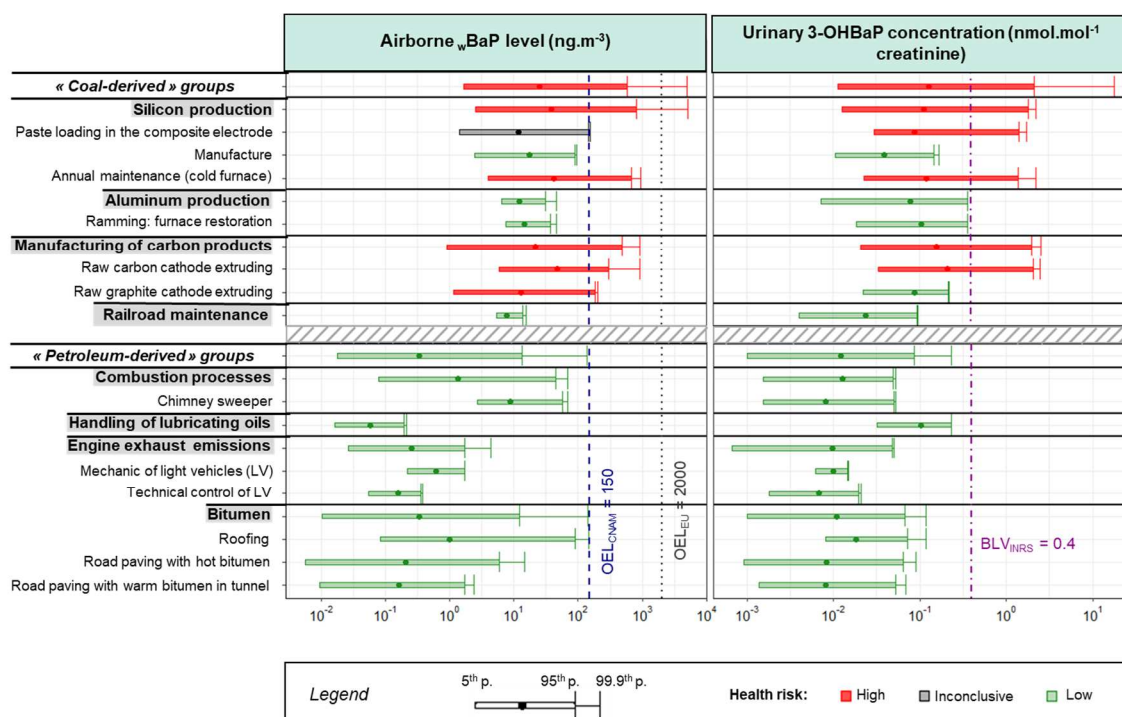 Airborne wBaP level (ng.m-3)
Urinary 3-OHBaP concentration (nmol.mol-1
creatinine)
« Coal-derived » groups
Silicon production
Paste loading in the composite electrode
Manufacture
Annual maintenance (cold furnace)
Aluminum production
Ramming: furnace restoration
Manufacturing of carbon products
Raw carbon cathode extruding
Raw graphite cathode extruding
Railroad maintenance
« Petroleum-derived » groups
Combustion processes
Chimney sweeper
Handling of lubricating oils
Engine exhaust emissions
Mechanic of light vehicles (LV)
Technical control of LV
Bitumen
Roofing
Road paving with hot bitumen
Road paving with warm bitumen in tunnel
OELCNAM = 150
OELEU = 2000
BLVINRS = 0.4
10-2 10-1 100 101 102 103 104
10-3 10-2 10-1 100 101
Legend
5th p. 95th p. 99.9th p.
Health risk: High Inconclusive Low